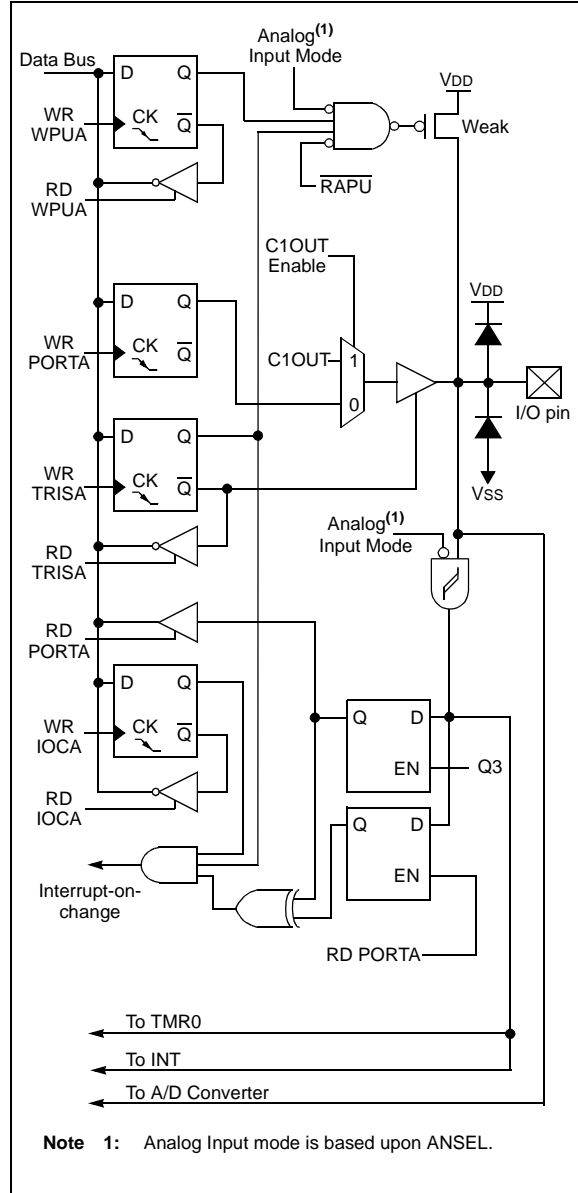 Analog(1)
Input Mode
Data Bus
D Q
VDD
WR
WPUA
CK
Q
Weak
RD
WPUA
RAPU
C1OUT
Enable
VDD
D Q
WR
PORTA
CK
Q
C1OUT
1
0
I/O pin
D Q
WR
TRISA
CK
Q
VSS
Analog(1)
Input Mode
RD
TRISA
RD
PORTA
D Q
WR
IOCA
CK
Q
Q D
EN
Q3
RD
IOCA
Q D
EN
Interrupt-on-
change
RD PORTA
To TMR0
To INT
To A/D Converter
Note 1: Analog Input mode is based upon ANSEL.